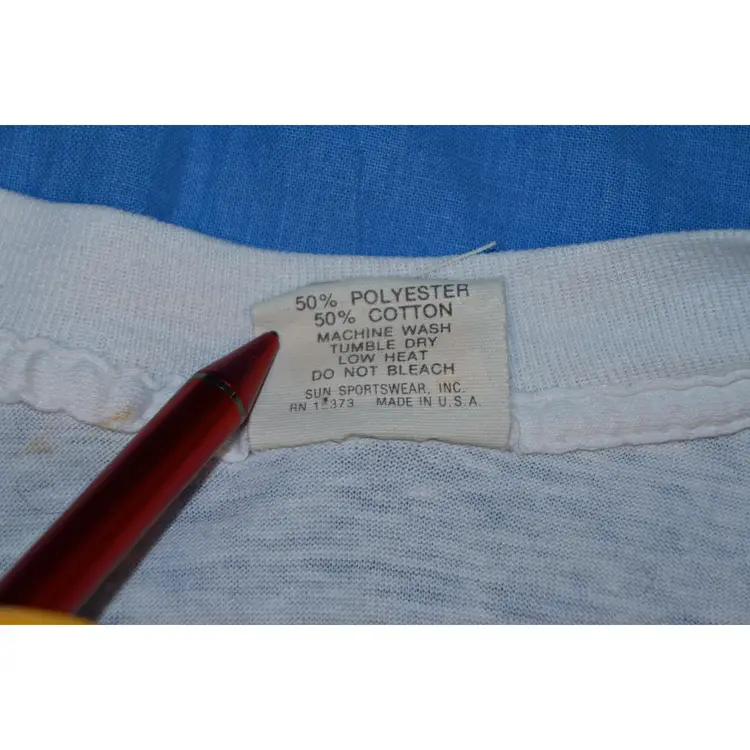 50% POLYESTER
50% COTTON
MACHINE WASH
TUMBLE DRY
LOW HEAT
DO NOT BLEACH
SUN SPORTSWEAR, INC.
RN MADE IN U.S.A.